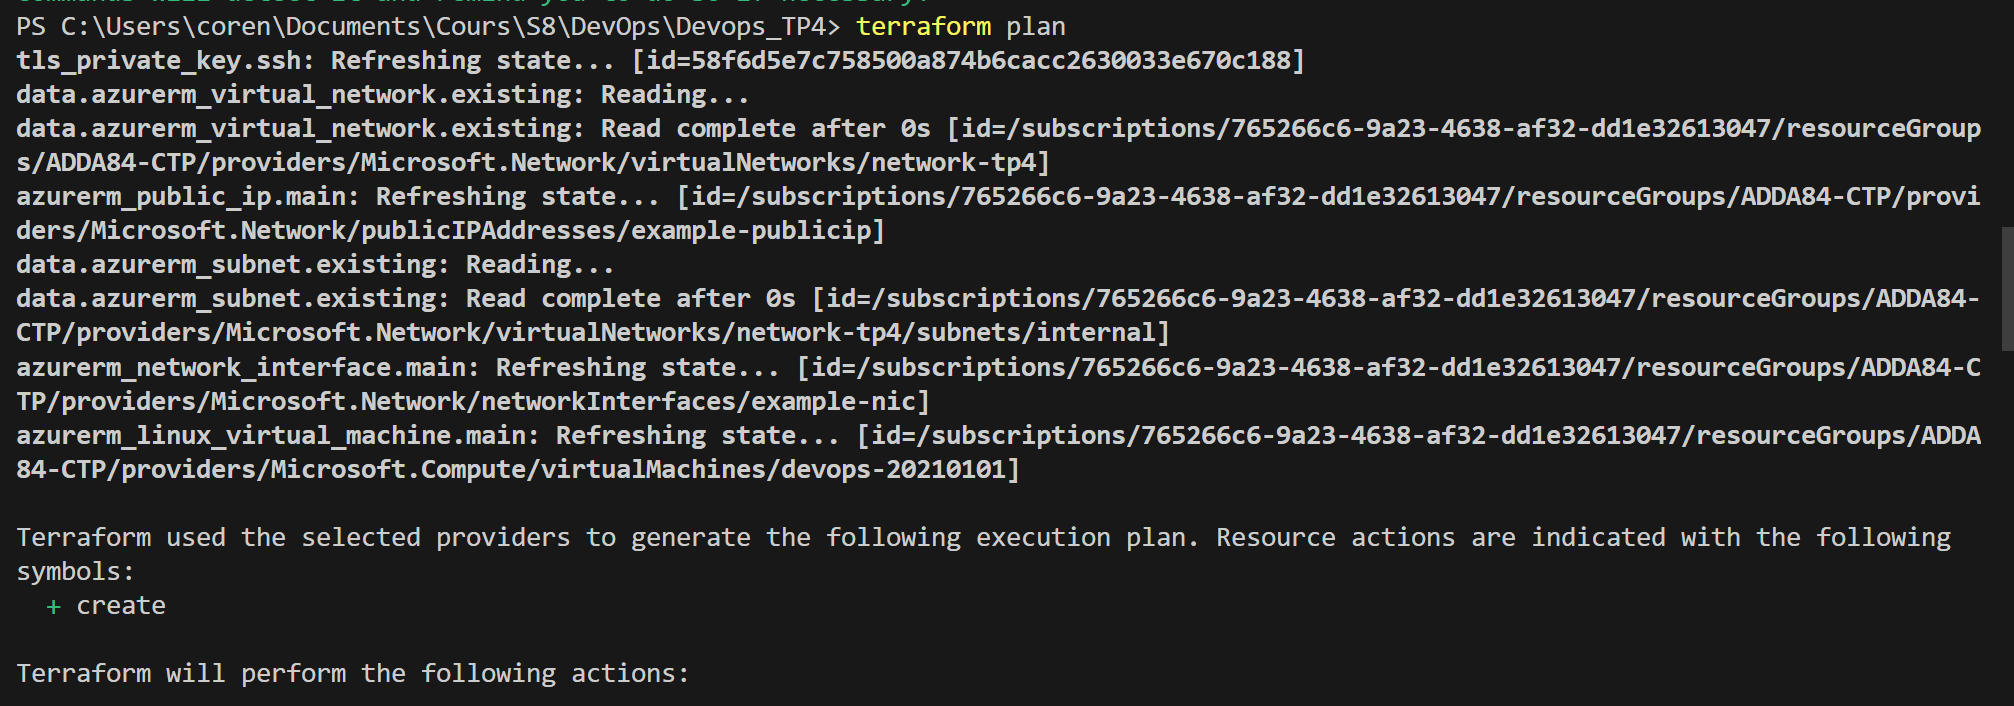 PS C:\Users\coren\Documents\Cours\S8\DevOps\Devops_TP4> terraform plan
tls_private_key.ssh: Refreshing state... [id=58f6d5e7c758500a874b6cacc2630033e670c188]
data.azurerm_virtual_network.existing: Reading...
data.azurerm_virtual_network.existing: Read complete after 0s [id=/subscriptions/765266c6-9a23-4638-af32-dd1e32613047/resourceGroup
s/ADDA84-CTP/providers/Microsoft.Network/virtualNetworks/network-tp4]
azurerm_public_ip.main: Refreshing state... [id=/subscriptions/765266c6-9a23-4638-af32-dd1e32613047/resourceGroups/ADDA84-CTP/provi
ders/Microsoft.Network/publicIPAddresses/example-publicip]
data.azurerm_subnet.existing: Reading...
data.azurerm_subnet.existing: Read complete after 0s [id=/subscriptions/765266c6-9a23-4638-af32-dd1e32613047/resourceGroups/ADDA84-
CTP/providers/Microsoft.Network/virtualNetworks/network-tp4/subnets/internal]
azurerm_network_interface.main: Refreshing state... [id=/subscriptions/765266c6-9a23-4638-af32-dd1e32613047/resourceGroups/ADDA84-C
TP/providers/Microsoft.Network/networkInterfaces/example-nic]
azurerm_linux_virtual_machine.main: Refreshing state... [id=/subscriptions/765266c6-9a23-4638-af32-dd1e32613047/resourceGroups/ADDA
84-CTP/providers/Microsoft.Compute/virtualMachines/devops-20210101]
Terraform used the selected providers to generate the following execution plan. Resource actions are indicated with the following
symbols:
+ create
Terraform will perform the following actions: